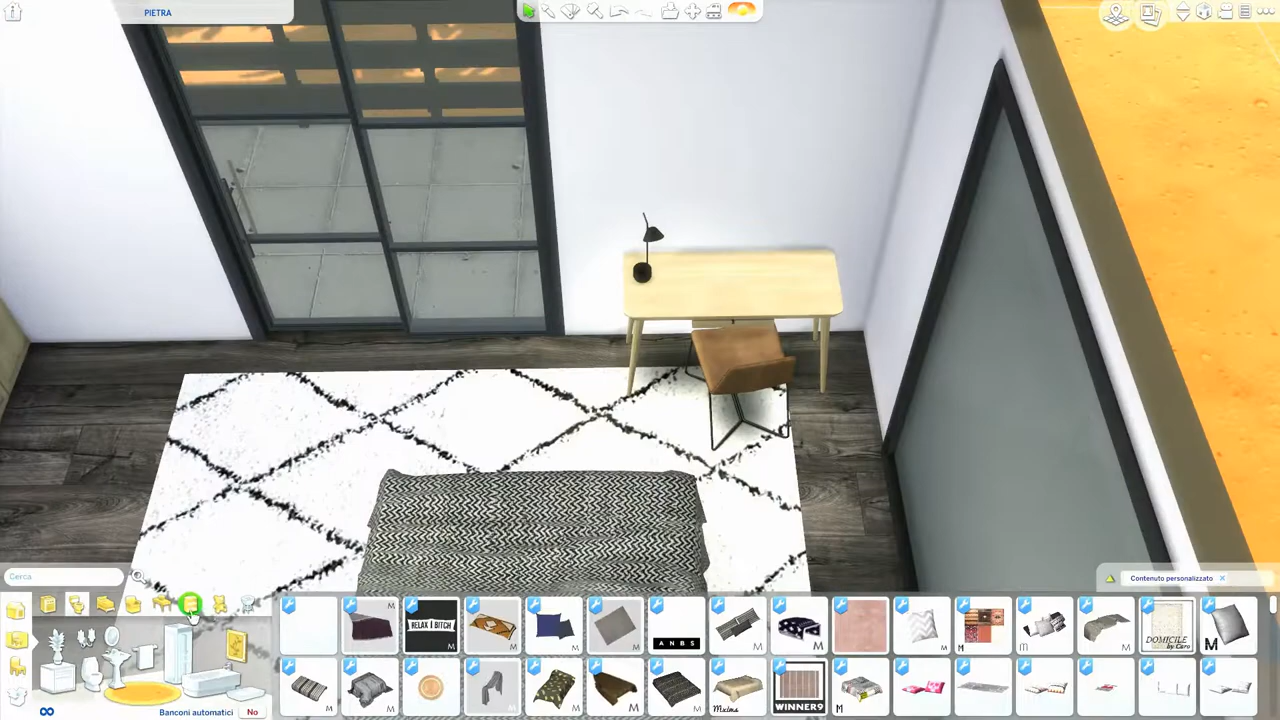 PIETRA
Cerca
Contenuto personalizzato
M
RELAX | BITCH
M
M
M
M
ANBS
M
M
M
M
M
M
DOMICILE
by Caro
M
M
M
M
M
M
M
Mxims
WINNER9
M
Banconi automatici
No